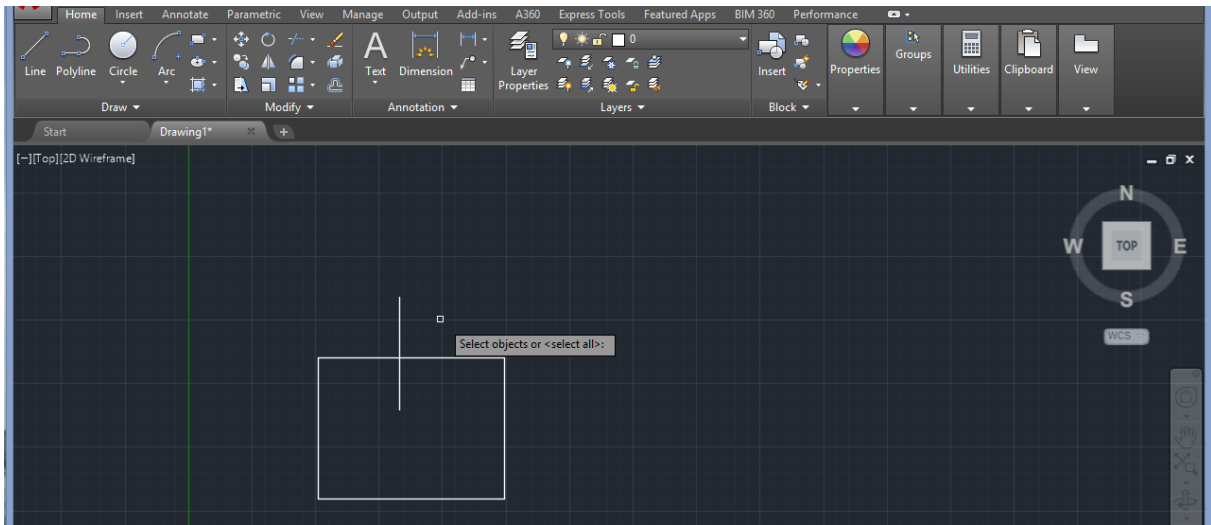 Home Insert Annotate Parametric View Manage Output Add-ins A360 Express Tools Featured Apps BIM 360 Performance
0
A
Line Polyline Circle Arc Text Dimension Layer Properties Insert Properties Groups Utilities Clipboard View
Draw Modify Annotation Layers Block
Start Drawing1* +
[−][Top][2D Wireframe]
N
W TOP E
S
WCS
Select objects or <select all>: